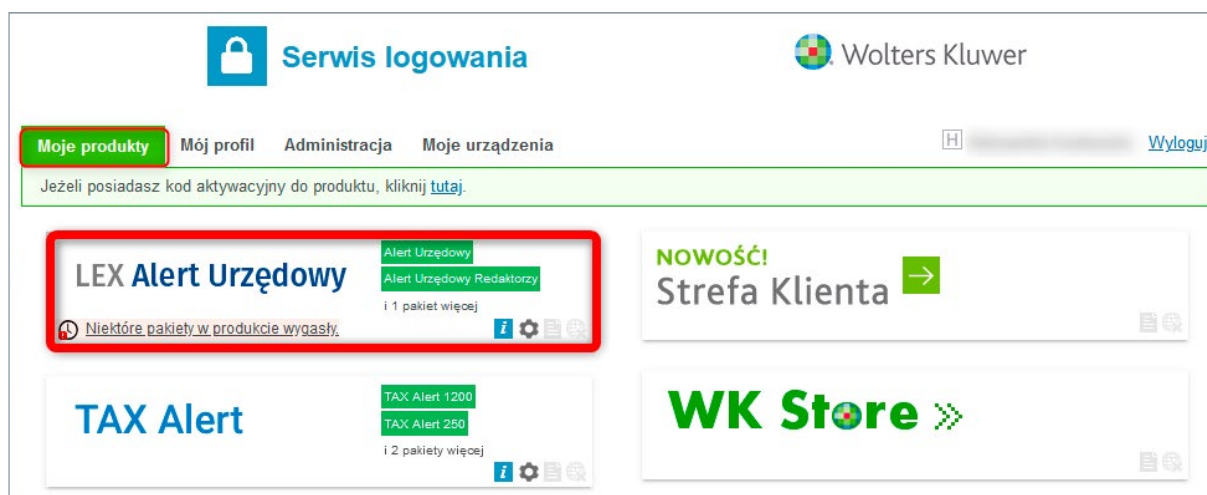 Serwis logowania
Wolters Kluwer
Moje produkty Mój profil Administracja Moje urządzenia
H
Wyloguj
Jeżeli posiadasz kod aktywacyjny do produktu, kliknij tutaj.
LEX Alert Urzędowy
Alert Urzędowy
Alert Urzędowy Redaktorzy
i 1 pakiet więcej
Niektóre pakiety w produkcie wygasły.
i
NOWOŚĆ!
Strefa Klienta
TAX Alert
TAX Alert 1200
TAX Alert 250
i 2 pakiety więcej
i
WK Store